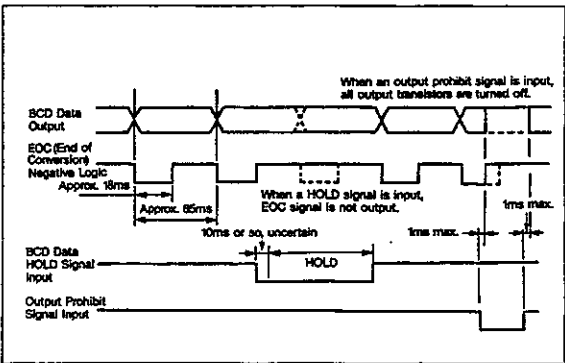 When an output prohibit signal is input,
all output transistors are turned off.
BCD Data
Output
EOC (End of
Conversion)
Negative Logic
Approx. 18ms
When a HOLD signal is input,
EOC signal is not output.
Approx. 65ms
1ms max.
1ms max.
10ms or so, uncertain
BCD Data
HOLD Signal
Input
HOLD
Output Prohibit
Signal Input